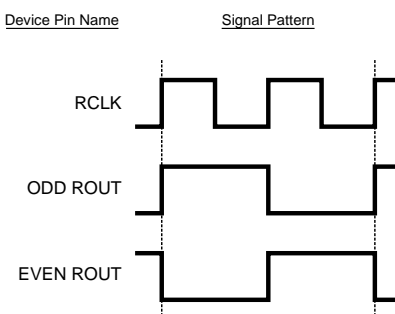 Device Pin Name Signal Pattern
RCLK
ODD ROUT
EVEN ROUT